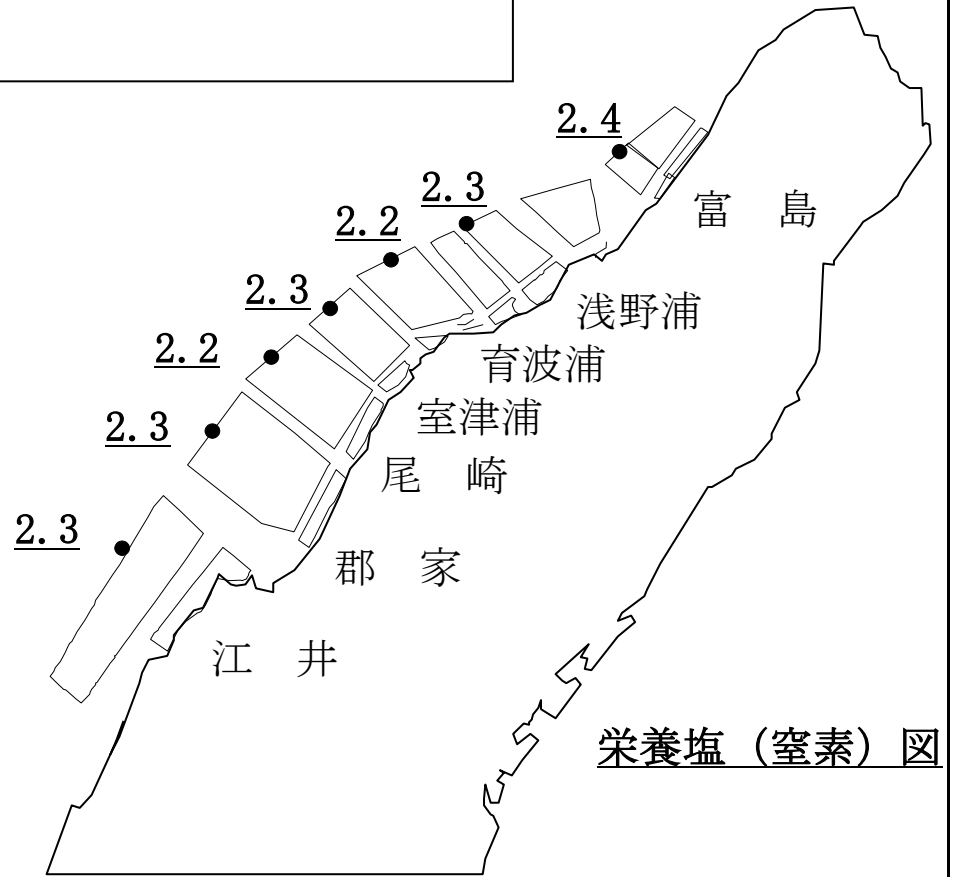 2.4
2.3
富　島
2.2
2.3
浅野浦
2.2
育波浦
2.3
室津浦
尾　崎
2.3
郡　家
江　井
栄養塩（窒素）図